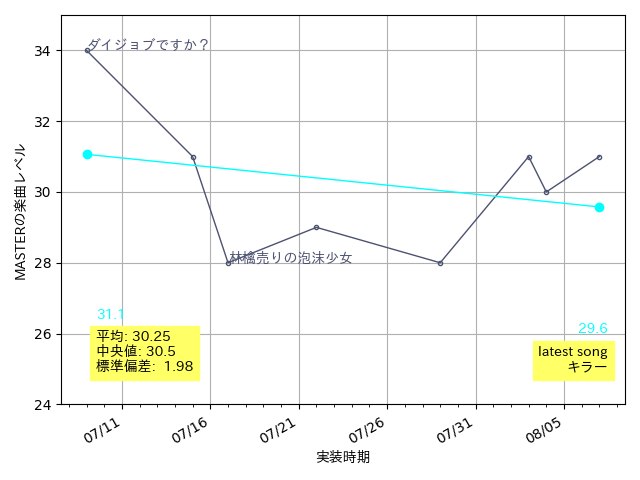 34
32
30
28
26
24
MASTERの楽曲レベル
ダイジョブですか？
林檎売りの泡沫少女
31.1
平均: 30.25
中央値: 30.5
標準偏差: 1.98
29.6
latest song
キラー
07/11
07/16
07/21
07/26
07/31
08/05
実装時期